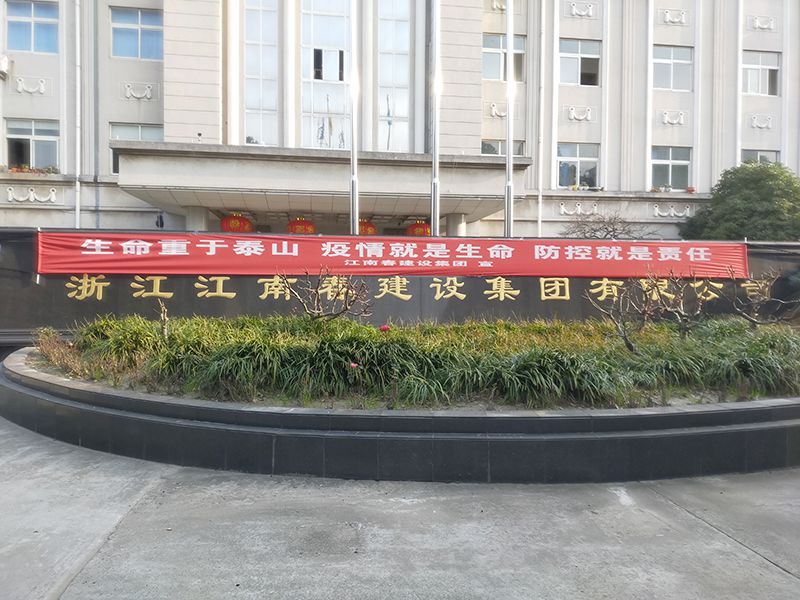 生命重于泰山 疫情就是生命 防控就是责任
江南春建设集团 宣
浙江江南春建设集团有限公司